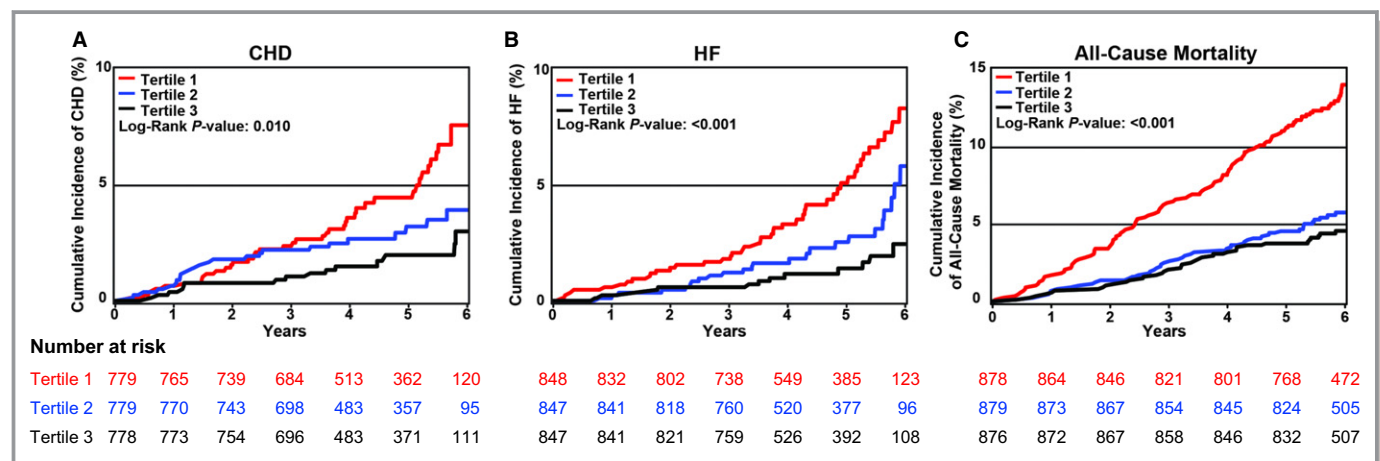 A
CHD
Cumulative Incidence of CHD (%)
10
5
0
Tertile 1
Tertile 2
Tertile 3
Log-Rank P-value: 0.010
0 1 2 3 4 5 6
Years
B
HF
Cumulative Incidence of HF (%)
10
5
0
Tertile 1
Tertile 2
Tertile 3
Log-Rank P-value: <0.001
0 1 2 3 4 5 6
Years
C
All-Cause Mortality
Cumulative Incidence
of All-Cause Mortality (%)
15
10
5
0
Tertile 1
Tertile 2
Tertile 3
Log-Rank P-value: <0.001
0 1 2 3 4 5 6
Years
Number at risk
Tertile 1 779 765 739 684 513 362 120 848 832 802 738 549 385 123 878 864 846 821 801 768 472
Tertile 2 779 770 743 698 483 357 95 847 841 818 760 520 377 96 879 873 867 854 845 824 505
Tertile 3 778 773 754 696 483 371 111 847 841 821 759 526 392 108 876 872 867 858 846 832 507